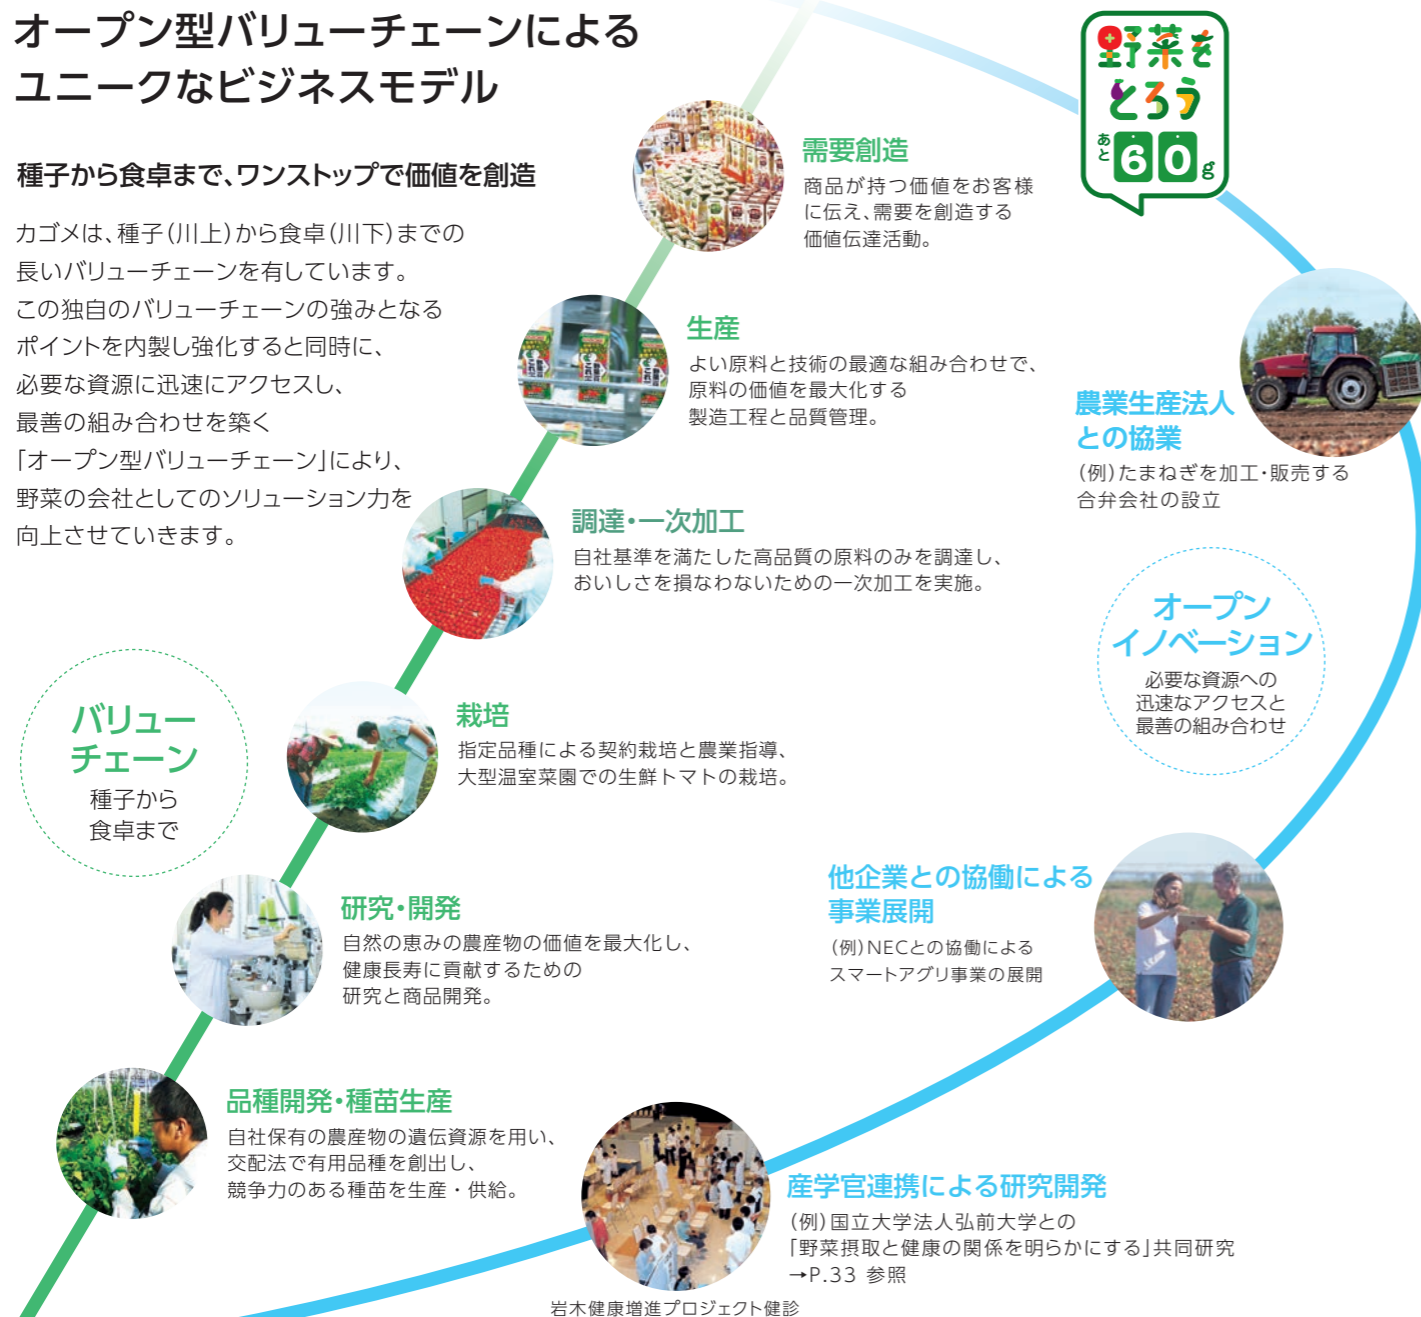 オープン型バリューチェーンによる
ユニークなビジネスモデル
種子から食卓まで、ワンストップで価値を創造
カゴメは、種子(川上)から食卓(川下)までの
長いバリューチェーンを有しています。
この独自のバリューチェーンの強みとなる
ポイントを内製し強化すると同時に、
必要な資源に迅速にアクセスし、
最善の組み合わせを築く
「オープン型バリューチェーン」により、
野菜の会社としてのソリューション力を
向上させていきます。
野菜を
とろう
あと
60g
需要創造
商品が持つ価値をお客様
に伝え、需要を創造する
価値伝達活動。
生産
よい原料と技術の最適な組み合わせで、
原料の価値を最大化する
製造工程と品質管理。
調達・一次加工
自社基準を満たした高品質の原料のみを調達し、
おいしさを損なわないための一次加工を実施。
栽培
指定品種による契約栽培と農業指導、
大型温室菜園での生鮮トマトの栽培。
バリュー
チェーン
種子から
食卓まで
研究・開発
自然の恵みの農産物の価値を最大化し、
健康長寿に貢献するための
研究と商品開発。
品種開発・種苗生産
自社保有の農産物の遺伝資源を用い、
交配法で有用品種を創出し、
競争力のある種苗を生産・供給。
農業生産法人
との協業
(例)たまねぎを加工・販売する
合弁会社の設立
オープン
イノベーション
必要な資源への
迅速なアクセスと
最善の組み合わせ
他企業との協働による
事業展開
(例)NECとの協働による
スマートアグリ事業の展開
産学官連携による研究開発
(例)国立大学法人弘前大学との
「野菜摂取と健康の関係を明らかにする」共同研究
→P.33 参照
岩木健康増進プロジェクト健診